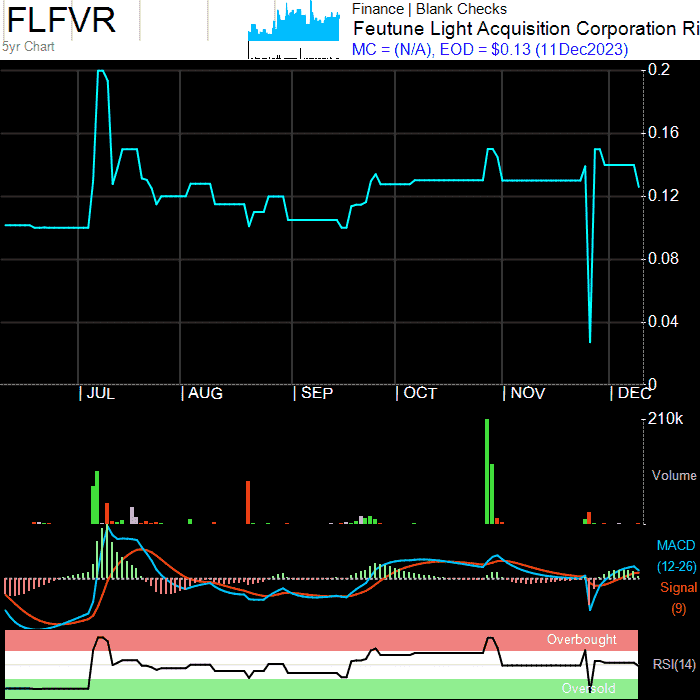 FLFVR
5yr Chart
Finance | Blank Checks
Feutune Light Acquisition Corporation Ri
MC = (N/A), EOD = $0.13 (11Dec2023)
0.2
0.16
0.12
0.08
0.04
0
| JUL | AUG | SEP | OCT | NOV | DEC
210k
Volume
MACD
(12-26)
Signal
(9)
Overbought
RSI(14)
Oversold